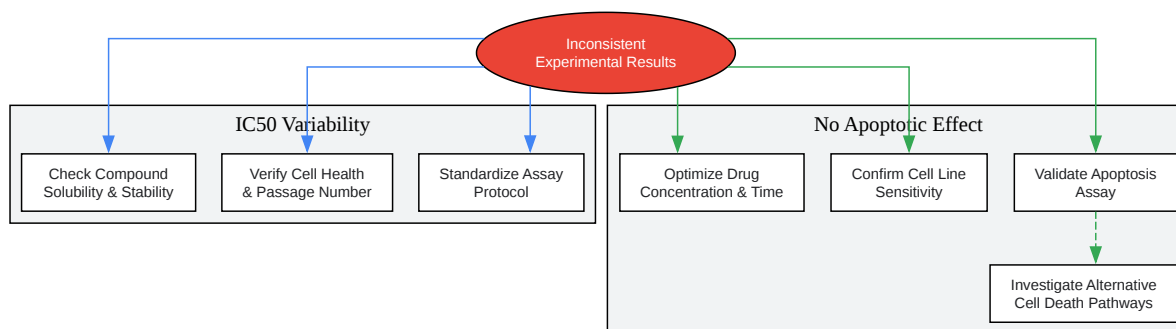 Inconsistent
Experimental Results
IC50 Variability
No Apoptotic Effect
Check Compound
Solubility & Stability
Verify Cell Health
& Passage Number
Standardize Assay
Protocol
Optimize Drug
Concentration & Time
Confirm Cell Line
Sensitivity
Validate Apoptosis
Assay
Investigate Alternative
Cell Death Pathways